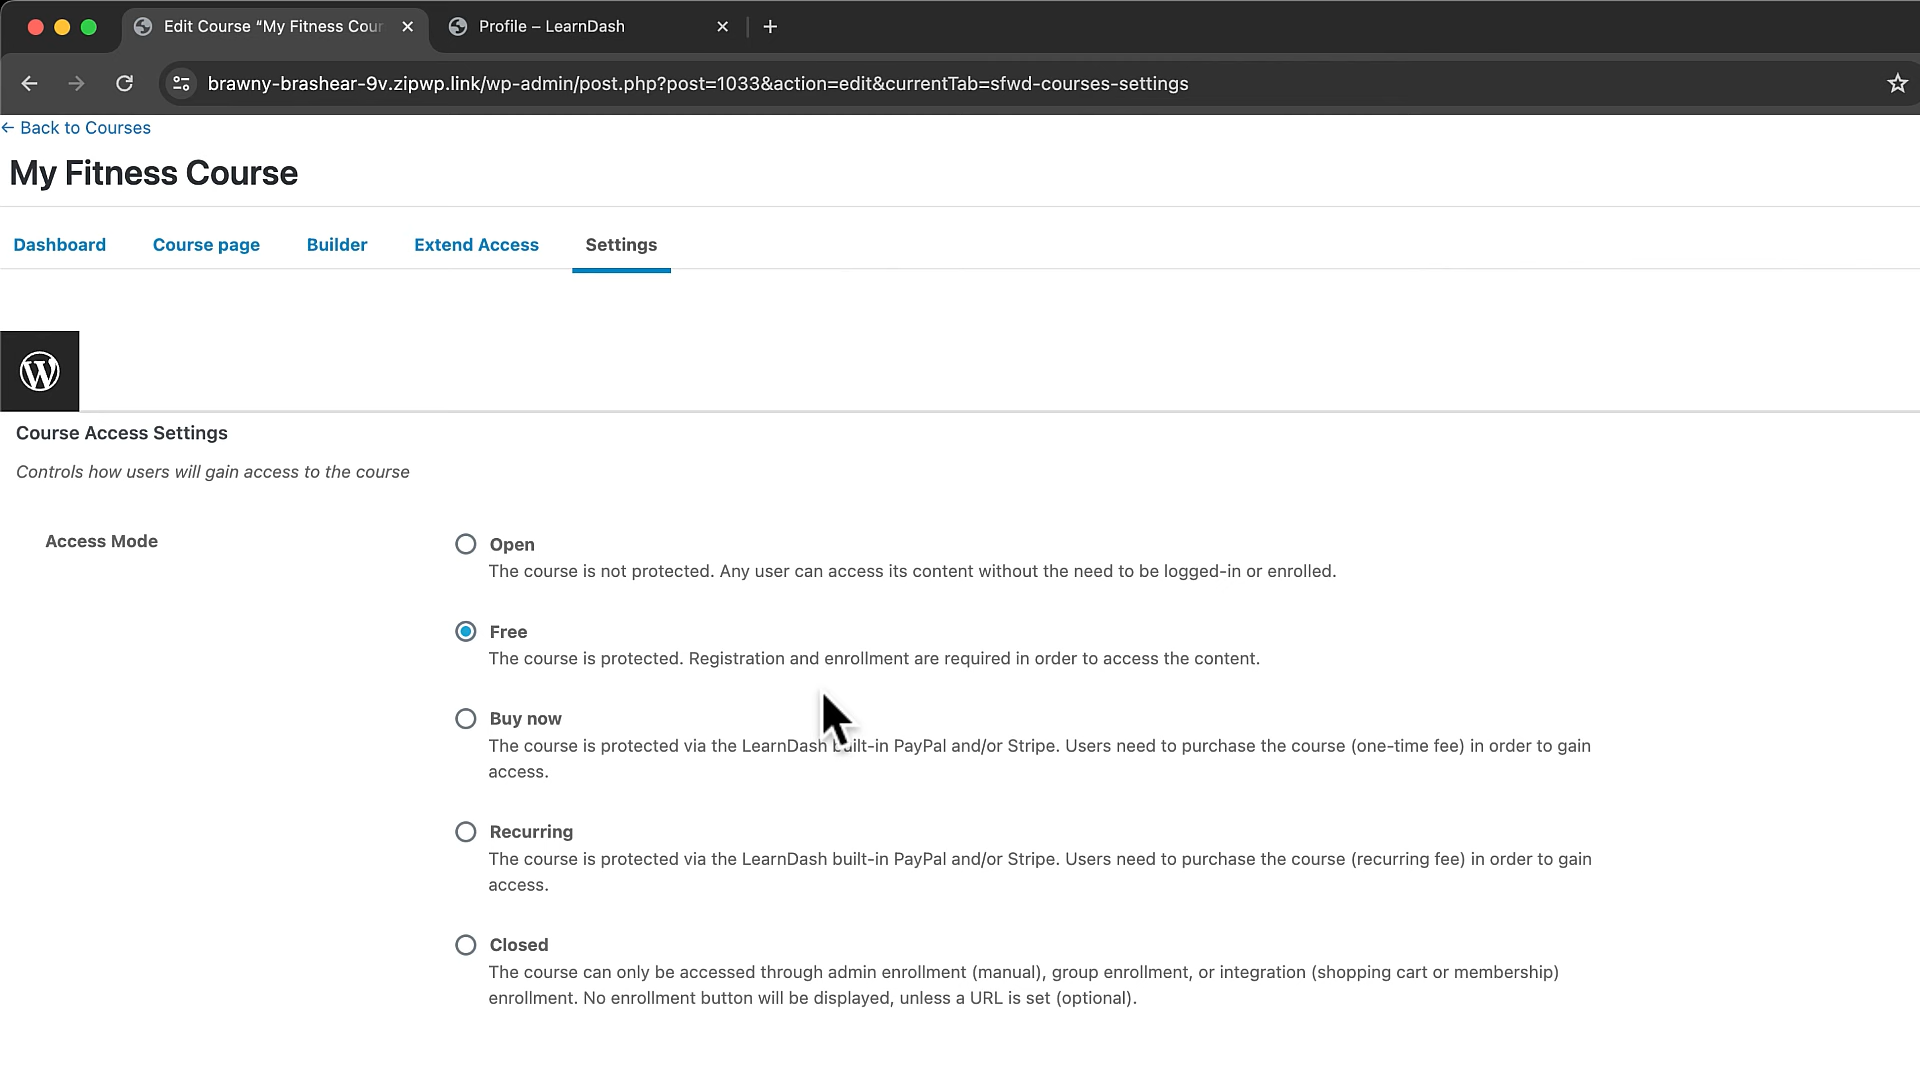 Edit Course “My Fitness Cour
Profile – LearnDash
brawny-brashear-9v.zipwp.link/wp-admin/post.php?post=1033&action=edit&currentTab=sfwd-courses-settings
← Back to Courses
My Fitness Course
Dashboard Course page Builder Extend Access Settings
Course Access Settings
Controls how users will gain access to the course
Access Mode
Open
The course is not protected. Any user can access its content without the need to be logged-in or enrolled.
Free
The course is protected. Registration and enrollment are required in order to access the content.
Buy now
The course is protected via the LearnDash built-in PayPal and/or Stripe. Users need to purchase the course (one-time fee) in order to gain
access.
Recurring
The course is protected via the LearnDash built-in PayPal and/or Stripe. Users need to purchase the course (recurring fee) in order to gain
access.
Closed
The course can only be accessed through admin enrollment (manual), group enrollment, or integration (shopping cart or membership)
enrollment. No enrollment button will be displayed, unless a URL is set (optional).